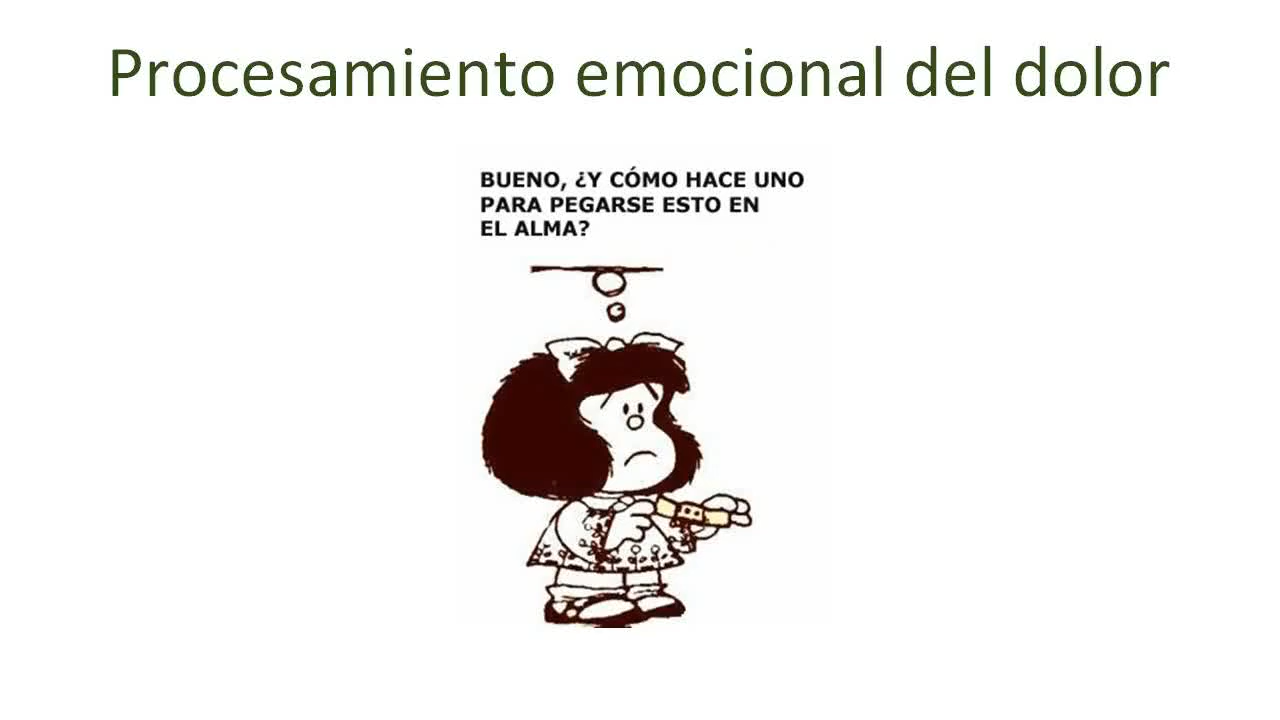 Procesamiento emocional del dolor
BUENO, ¿Y CÓMO HACE UNO
PARA PEGARSE ESTO EN
EL ALMA?